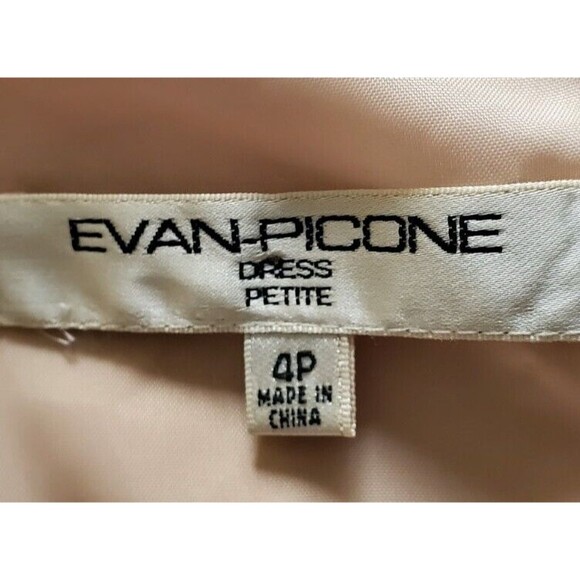 EVAN-PICONE
DRESS
PETITE
4P
MADE IN
CHINA